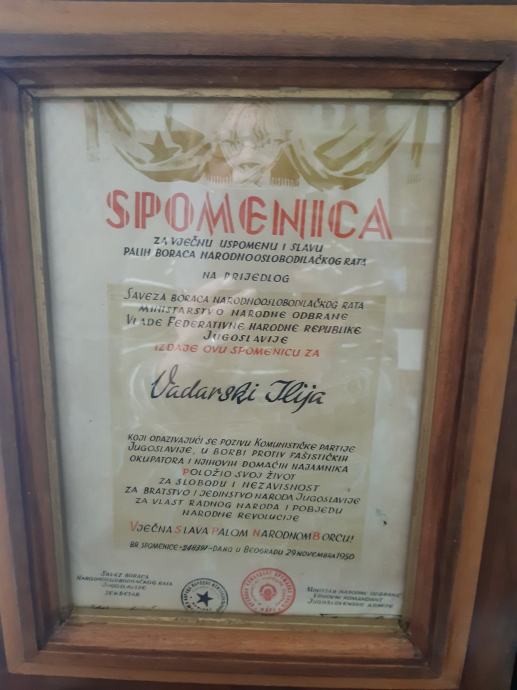 SPOMENICA
ZA VJEČNU USPOMENU I SLAVU
PALIH BORACA NARODNOOSLOBODILAČKOG RATA
NA PRIJEDLOG
SAVEZA BORACA NARODNOOSLOBODILAČKOG RATA
MINISTARSTVO NARODNE ODBRANE
VLADE FEDERATIVNE NARODNE REPUBLIKE
JUGOSLAVIJE
IZDAJE OVU SPOMENICU ZA
Vadarski Ilija
KOJI ODAZIVAJUĆI SE POZIVU KOMUNISTIČKE PARTIJE
JUGOSLAVIJE, U BORBI PROTIV FAŠISTIČKIH
OKUPATORA I NJIHOVIH DOMAĆIH NAJAMNIKA
POLOŽIO SVOJ ŽIVOT
ZA SLOBODU I NEZAVISNOST
ZA BRATSTVO I JEDINSTVO NARODA JUGOSLAVIJE
ZA VLAST RADNOG NARODA I POBJEDU
NARODNE REVOLUCIJE
VJEČNA SLAVA PALOM NARODNOM BORCU!
BR. SPOMENICE - DANO U BEOGRADU 29 NOVEMBRA 1950
SAVEZ BORACA
NARODNOOSLOBODILAČKOG RATA
JUGOSLAVIJE
SEKRETAR
MINISTAR NARODNE ODBRANE
VRHOVNI KOMANDANT
JUGOSLOVENSKE ARMIJE